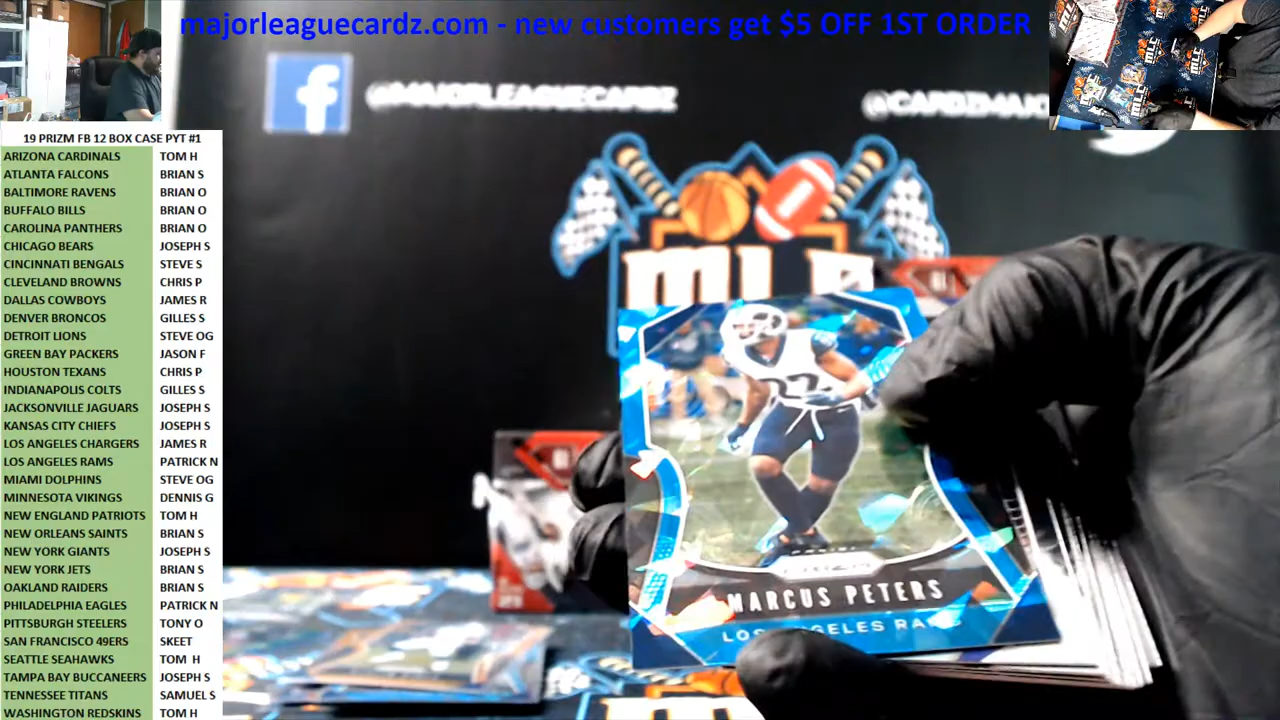 majorleaguecardz.com - new customers get $5 OFF 1ST ORDER
f
@MAJORLEAGUECARDZ
@CARDZMAJO
MLC
19 PRIZM FB 12 BOX CASE PYT #1
ARIZONA CARDINALS TOM H
ATLANTA FALCONS BRIAN S
BALTIMORE RAVENS BRIAN O
BUFFALO BILLS BRIAN O
CAROLINA PANTHERS BRIAN O
CHICAGO BEARS JOSEPH S
CINCINNATI BENGALS STEVE S
CLEVELAND BROWNS CHRIS P
DALLAS COWBOYS JAMES R
DENVER BRONCOS GILLES S
DETROIT LIONS STEVE OG
GREEN BAY PACKERS JASON F
HOUSTON TEXANS CHRIS P
INDIANAPOLIS COLTS GILLES S
JACKSONVILLE JAGUARS JOSEPH S
KANSAS CITY CHIEFS JOSEPH S
LOS ANGELES CHARGERS JAMES R
LOS ANGELES RAMS PATRICK N
MIAMI DOLPHINS STEVE OG
MINNESOTA VIKINGS DENNIS G
NEW ENGLAND PATRIOTS TOM H
NEW ORLEANS SAINTS BRIAN S
NEW YORK GIANTS JOSEPH S
NEW YORK JETS BRIAN S
OAKLAND RAIDERS BRIAN S
PHILADELPHIA EAGLES PATRICK N
PITTSBURGH STEELERS TONY O
SAN FRANCISCO 49ERS SKEET
SEATTLE SEAHAWKS TOM H
TAMPA BAY BUCCANEERS JOSEPH S
TENNESSEE TITANS SAMUEL S
WASHINGTON REDSKINS TOM H
MARCUS PETERS
LOS ANGELES RAMS